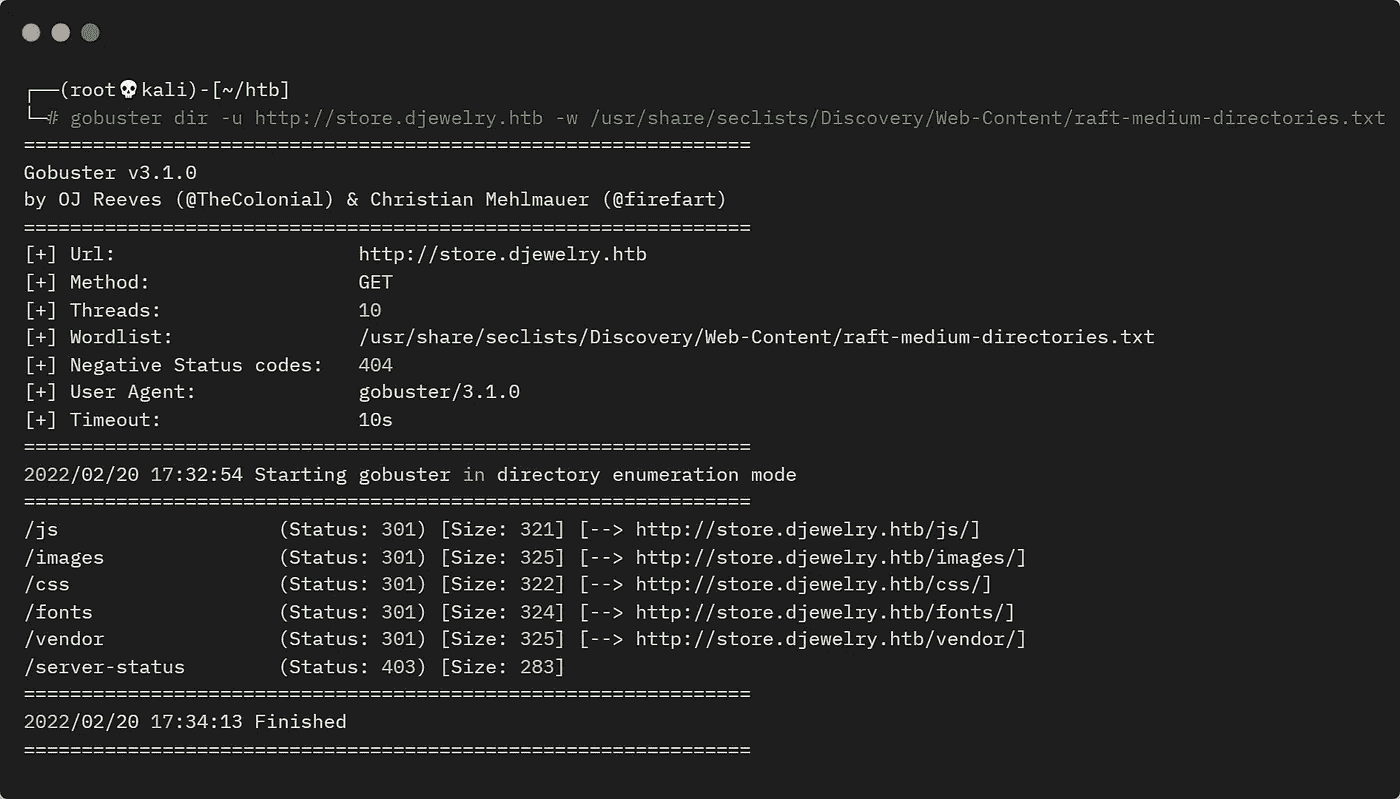 ┌──(root💀kali)-[~/htb]
└─# gobuster dir -u http://store.djewelry.htb -w /usr/share/seclists/Discovery/Web-Content/raft-medium-directories.txt
===============================================================
Gobuster v3.1.0
by OJ Reeves (@TheColonial) & Christian Mehlmauer (@firefart)
===============================================================
[+] Url:                     http://store.djewelry.htb
[+] Method:                  GET
[+] Threads:                 10
[+] Wordlist:                /usr/share/seclists/Discovery/Web-Content/raft-medium-directories.txt
[+] Negative Status codes:   404
[+] User Agent:              gobuster/3.1.0
[+] Timeout:                 10s
===============================================================
2022/02/20 17:32:54 Starting gobuster in directory enumeration mode
===============================================================
/js                   (Status: 301) [Size: 321] [--> http://store.djewelry.htb/js/]
/images               (Status: 301) [Size: 325] [--> http://store.djewelry.htb/images/]
/css                  (Status: 301) [Size: 322] [--> http://store.djewelry.htb/css/]
/fonts                (Status: 301) [Size: 324] [--> http://store.djewelry.htb/fonts/]
/vendor               (Status: 301) [Size: 325] [--> http://store.djewelry.htb/vendor/]
/server-status        (Status: 403) [Size: 283]
===============================================================
2022/02/20 17:34:13 Finished
===============================================================